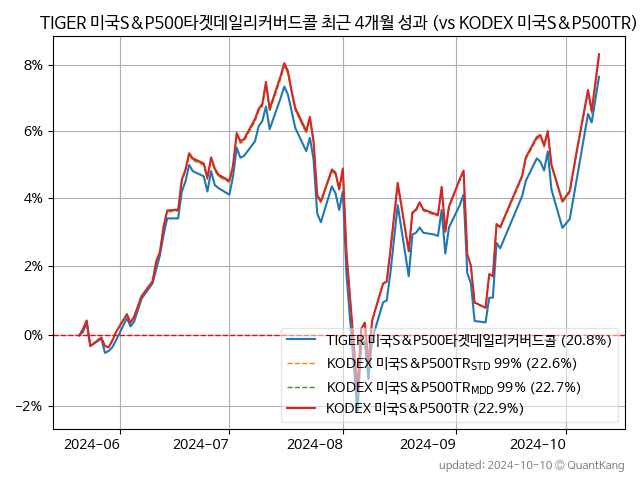 TIGER 미국S&P500타겟데일리커버드콜 최근 4개월 성과 (vs KODEX 미국S&P500TR)
8%
6%
4%
2%
0%
−2%
TIGER 미국S&P500타겟데일리커버드콜 (20.8%)
KODEX 미국S&P500TR_STD 99% (22.6%)
KODEX 미국S&P500TR_MDD 99% (22.7%)
KODEX 미국S&P500TR (22.9%)
2024-06 2024-07 2024-08 2024-09 2024-10
updated: 2024-10-10 © QuantKang